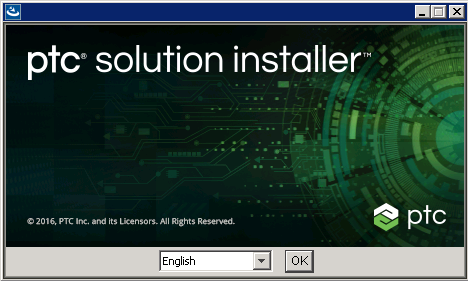 ptc® solution installer™
© 2016, PTC Inc. and its Licensors. All Rights Reserved.
ptc
English
OK